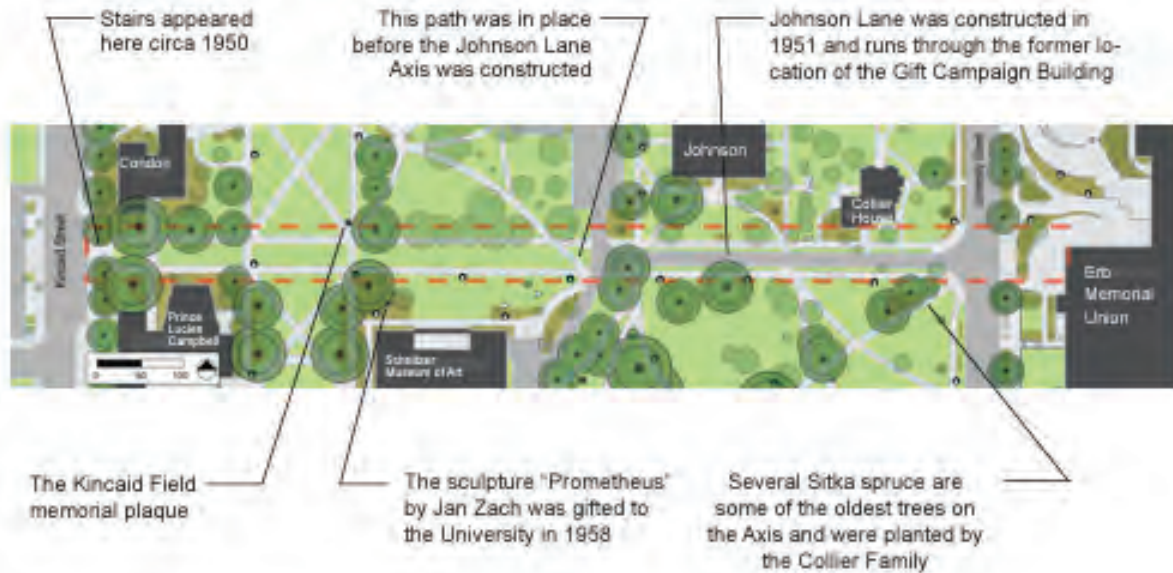 Stairs appeared
here circa 1950
This path was in place
before the Johnson Lane
Axis was constructed
Johnson Lane was constructed in
1951 and runs through the former lo-
cation of the Gift Campaign Building
Condon
Johnson
Collier
House
Kincaid Street
Prince
Lucien
Campbell
Schnitzer
Museum of Art
Erb
Memorial
Union
0 50 100
The Kincaid Field
memorial plaque
The sculpture "Prometheus'
by Jan Zach was gifted to
the University in 1958
Several Sitka spruce are
some of the oldest trees on
the Axis and were planted by
the Collier Family